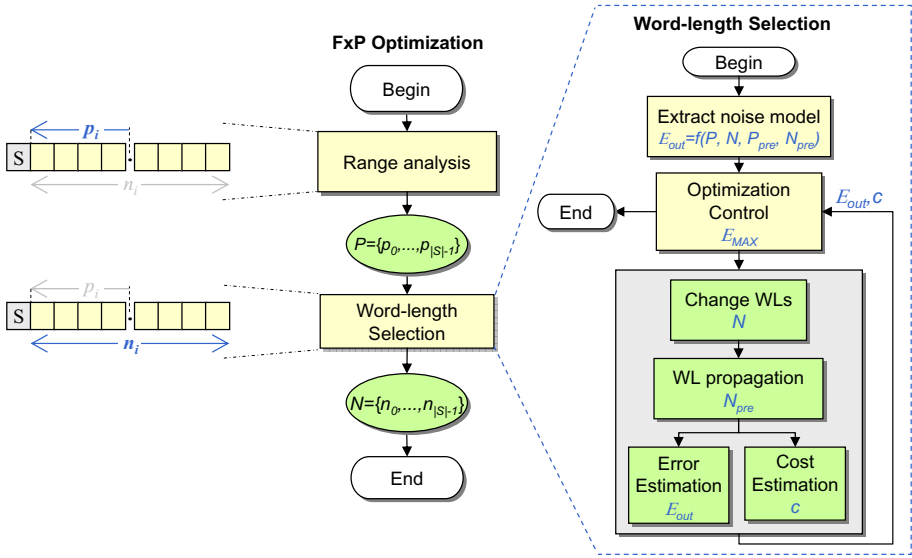 FxP Optimization
Begin
Range analysis
P={p0,...,p|S|-1}
Word-length
Selection
N={n0,...,n|S|-1}
End
pi
S
ni
pi
S
ni
Word-length Selection
Begin
Extract noise model
Eout=f(P, N, Ppre, Npre)
Optimization
Control
EMAX
End
Eout,c
Change WLs
N
WL propagation
Npre
Error
Estimation
Eout
Cost
Estimation
c